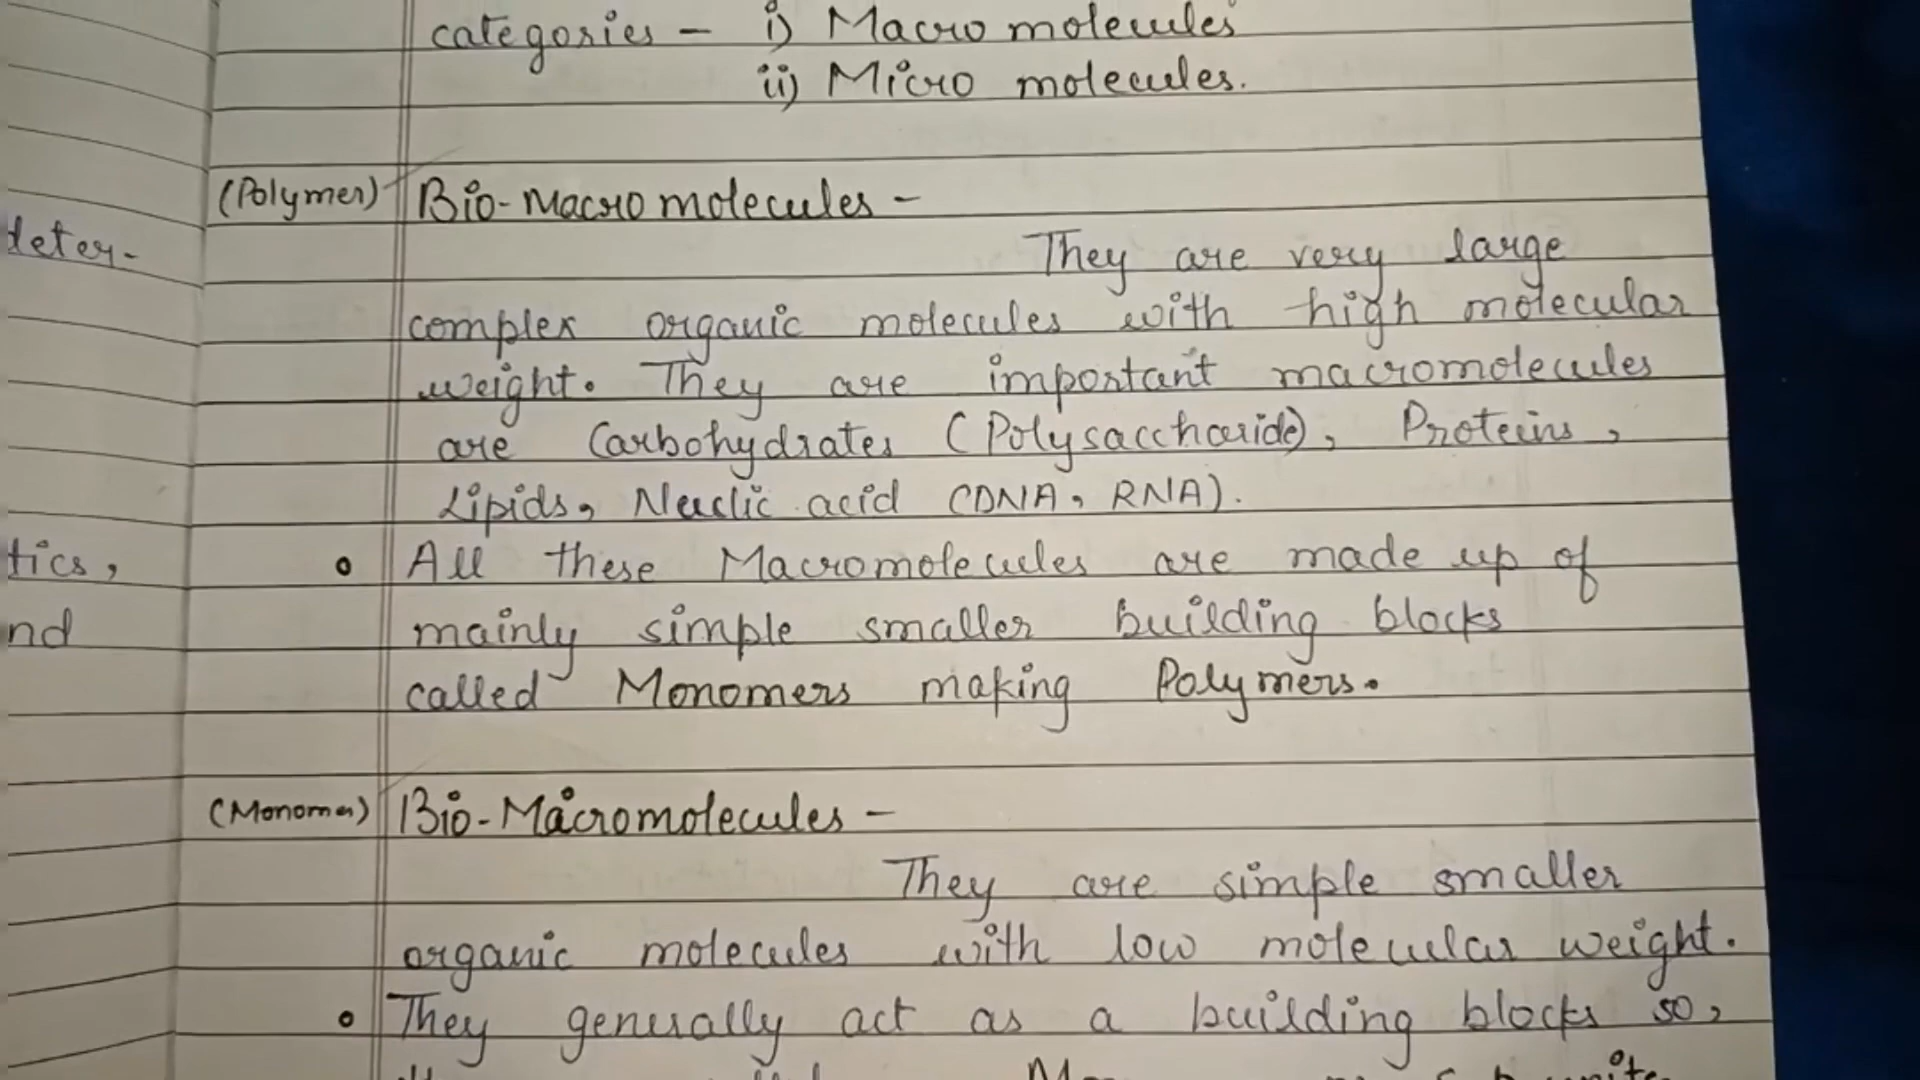 categories - i) Macro molecules
ii) Micro molecules.
(Polymer) Bio-Macro molecules -
deter-
They are very large
complex organic molecules with high molecular
weight. They are important macromolecules
are Carbohydrates (Polysaccharide), Proteins,
Lipids, Nuclic acid (DNA, RNA).
tics,
• All these Macromolecules are made up of
nd
mainly simple smaller building blocks
called Monomers making Polymers.
(Monomer) Bio-Macromolecules -
They are simple smaller
organic molecules with low molecular weight.
• They generally act as a building blocks so,